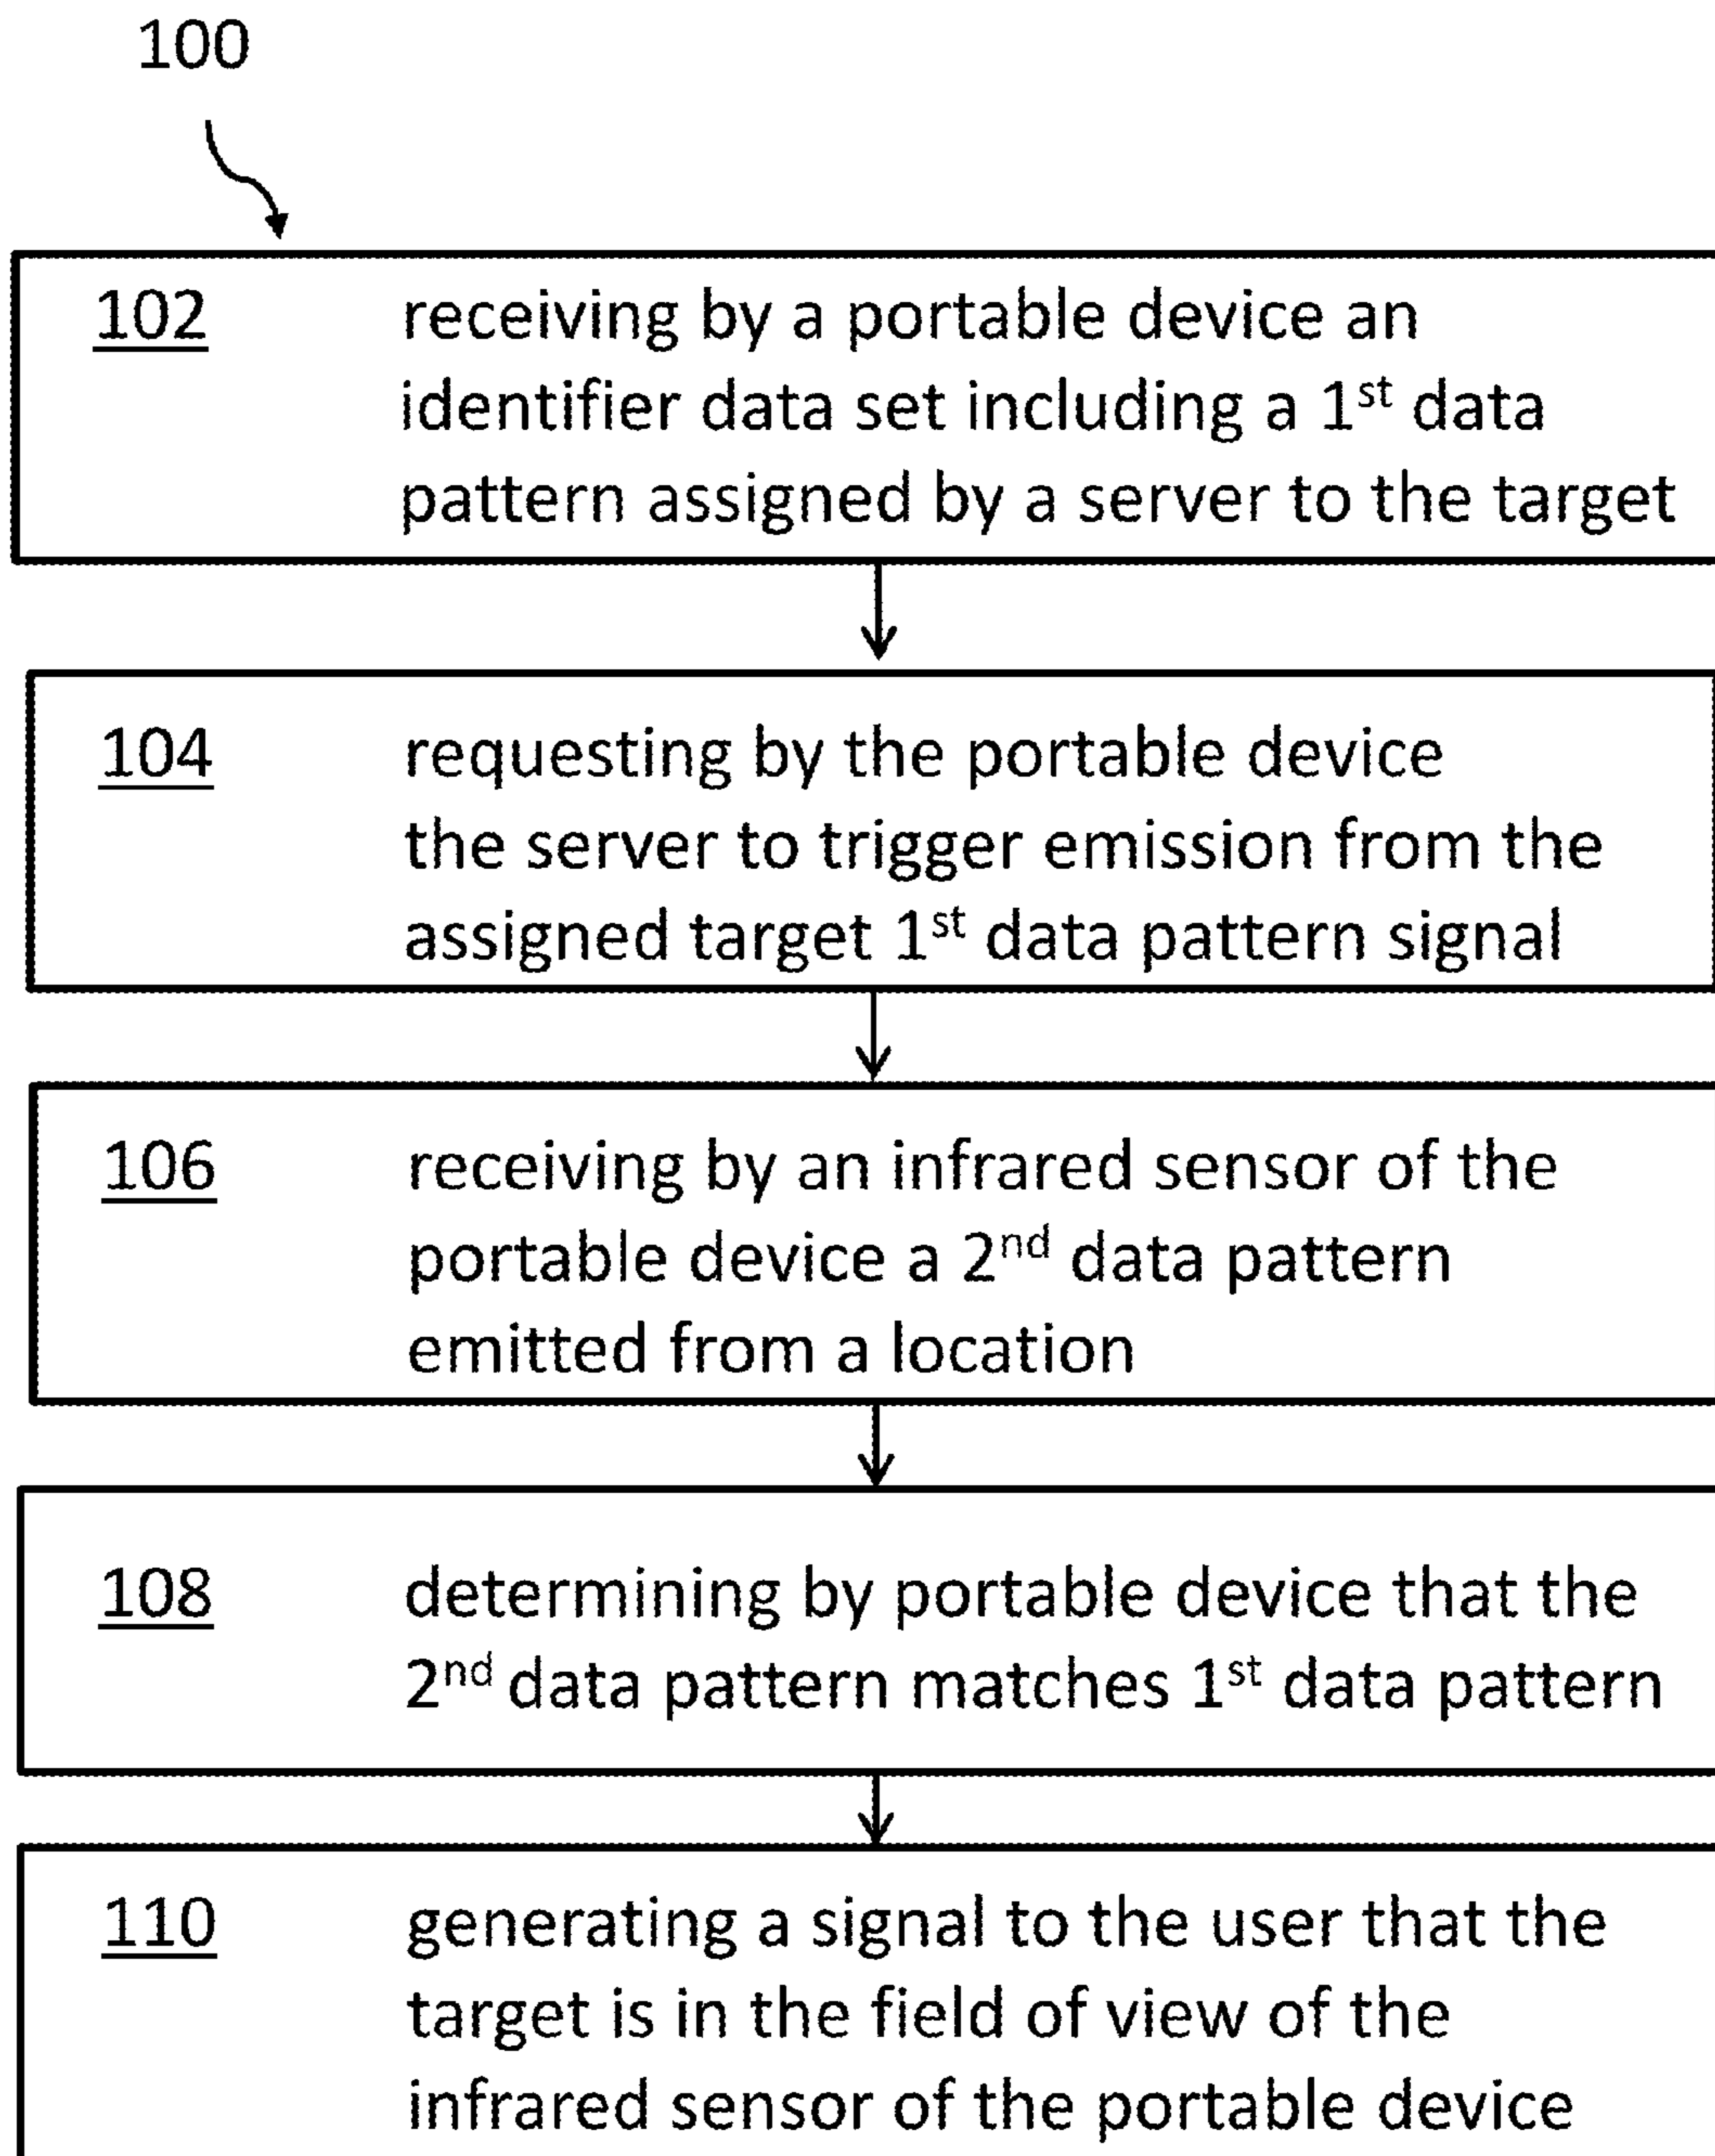 100
102 receiving by a portable device an
identifier data set including a 1st data
pattern assigned by a server to the target
104 requesting by the portable device
the server to trigger emission from the
assigned target 1st data pattern signal
106 receiving by an infrared sensor of the
portable device a 2nd data pattern
emitted from a location
108 determining by portable device that the
2nd data pattern matches 1st data pattern
110 generating a signal to the user that the
target is in the field of view of the
infrared sensor of the portable device